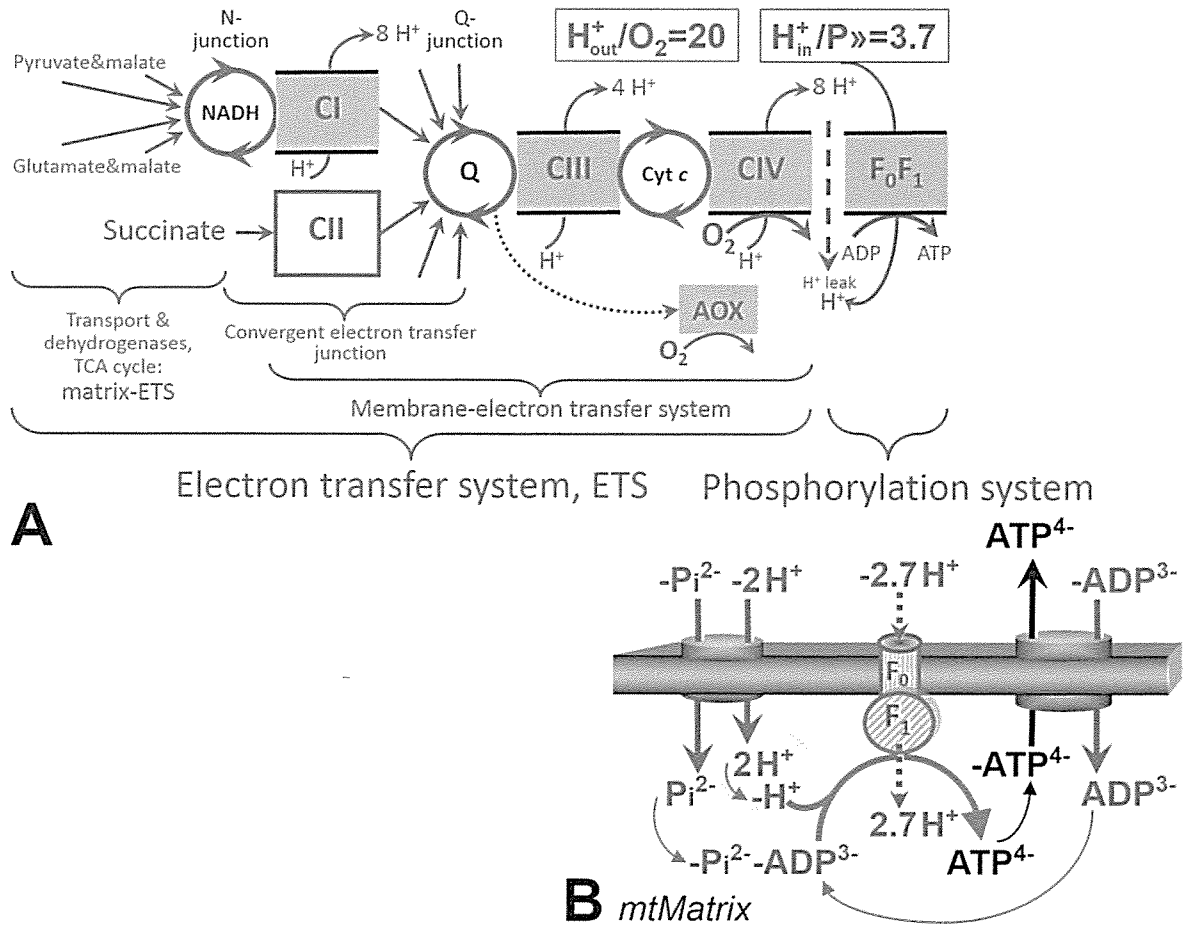 N-
junction
8 H⁺
Q-
junction
H⁺out/O₂=20
H⁺in/P»=3.7
Pyruvate&malate
NADH
CI
4 H⁺
8 H⁺
Glutamate&malate
H⁺
Q
CIII
Cyt c
CIV
F₀F₁
Succinate
CII
H⁺
O₂
H⁺
ADP
ATP
H⁺ leak
H⁺
AOX
O₂
Transport &
dehydrogenases,
TCA cycle:
matrix-ETS
Convergent electron transfer
junction
Membrane-electron transfer system
Electron transfer system, ETS
Phosphorylation system
A
ATP⁴⁻
-Pi²⁻
-2H⁺
-2.7H⁺
-ADP³⁻
F₀
F₁
2H⁺
-ATP⁴⁻
Pi²⁻
-H⁺
ADP³⁻
2.7H⁺
-Pi²⁻-ADP³⁻
ATP⁴⁻
B mtMatrix